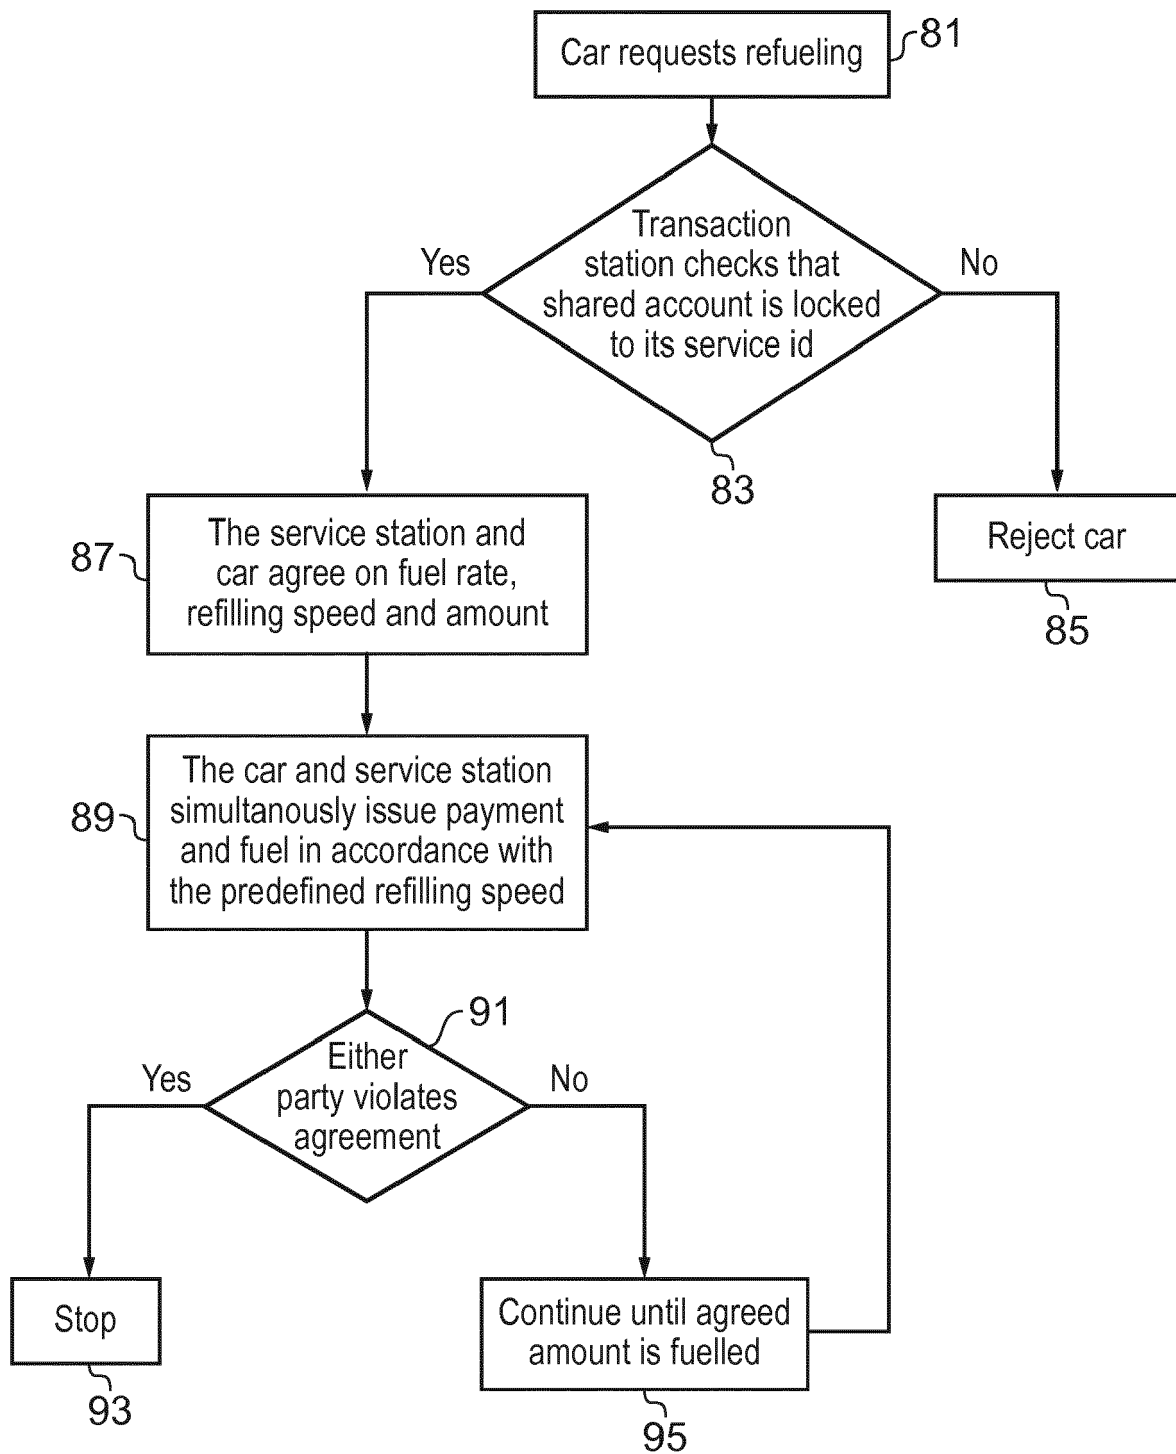 Car requests refueling
81
Transaction
station checks that
shared account is locked
to its service id
Yes
No
83
87
The service station and
car agree on fuel rate,
refilling speed and amount
Reject car
85
89
The car and service station
simultanously issue payment
and fuel in accordance with
the predefined refilling speed
91
Either
party violates
agreement
Yes
No
Stop
93
Continue until agreed
amount is fuelled
95